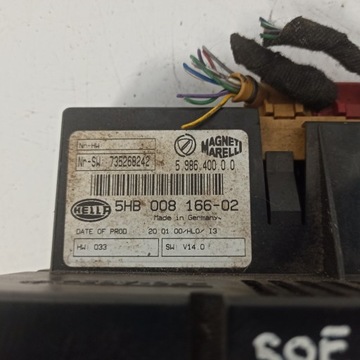 Nr-HW
Nr-SW 735268242
MAGNETI
MARELLI
5.986.400 0.0
HELLA
5HB 008 166-02
Made in Germany
DATE OF PROD 20.01.00/HLO/ 13
HW 033
SW V14.0